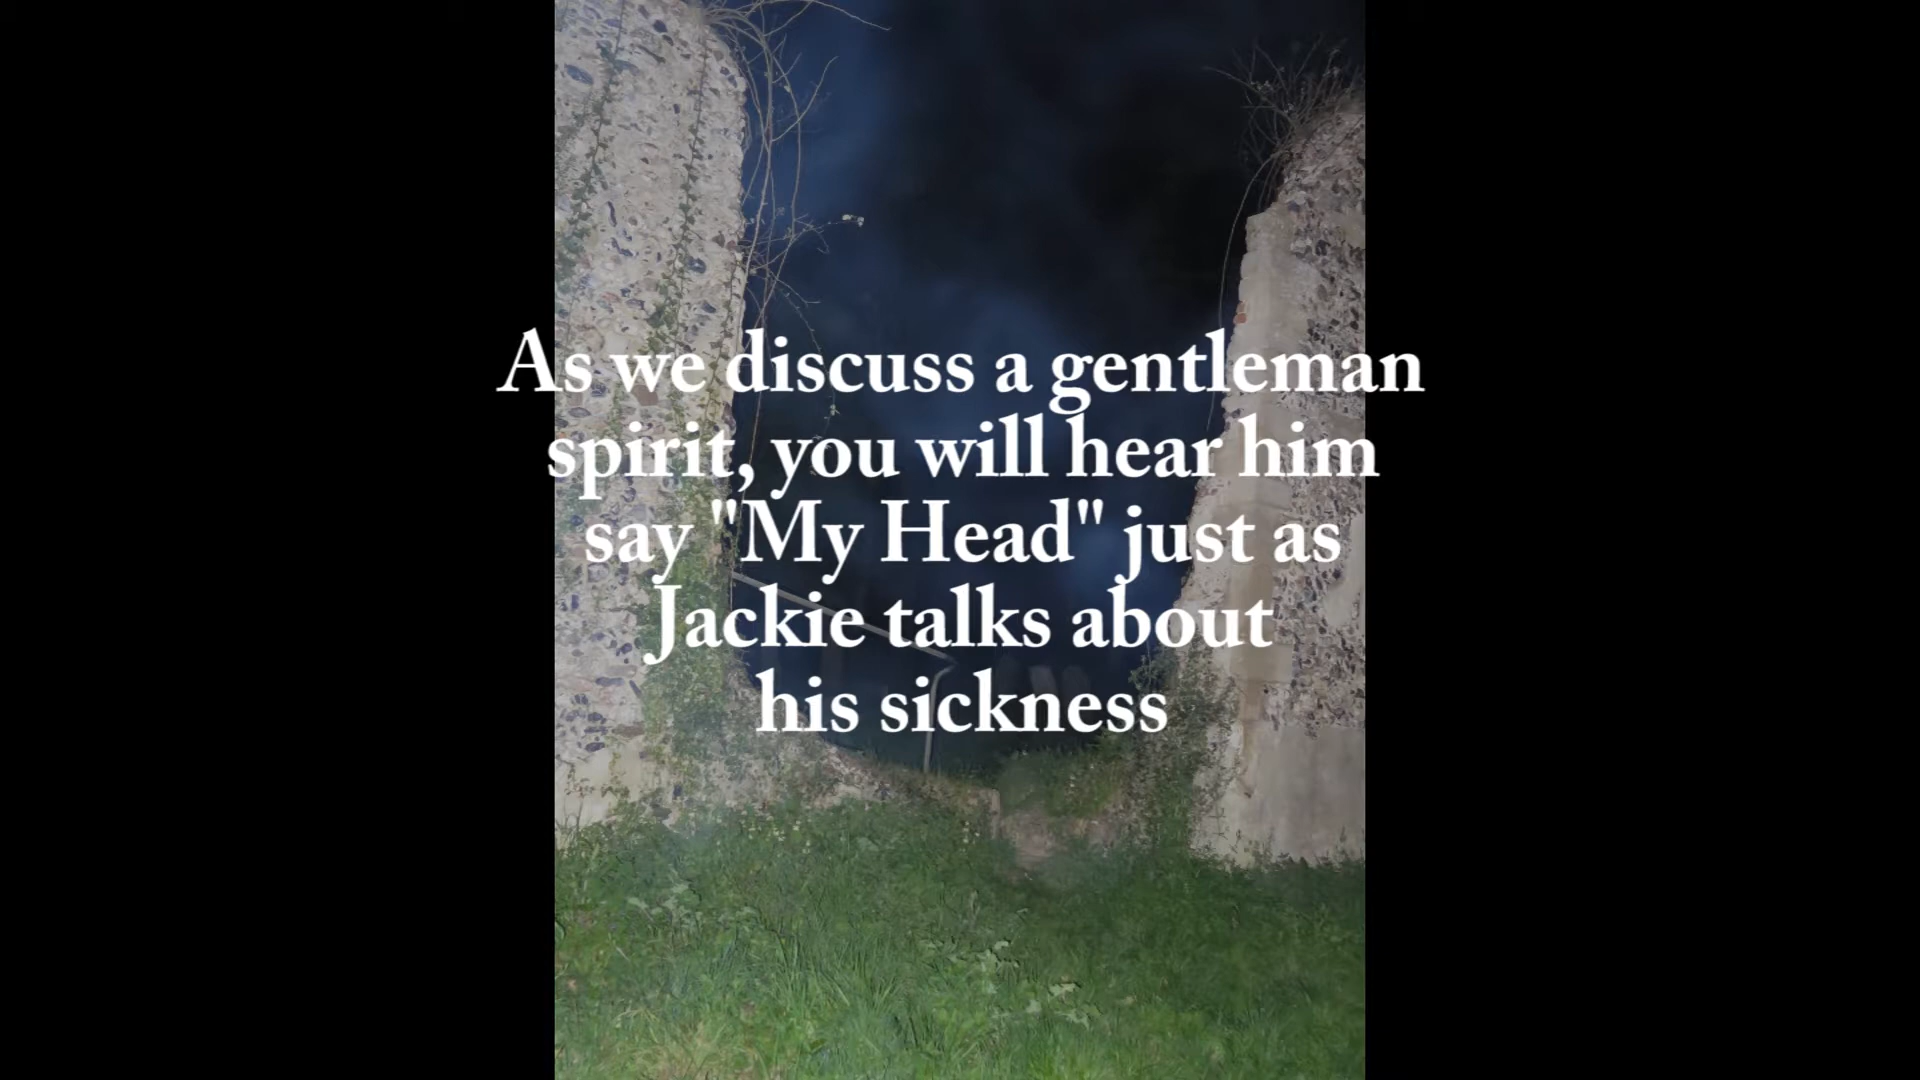 As we discuss a gentleman
spirit, you will hear him
say "My Head" just as
Jackie talks about
his sickness